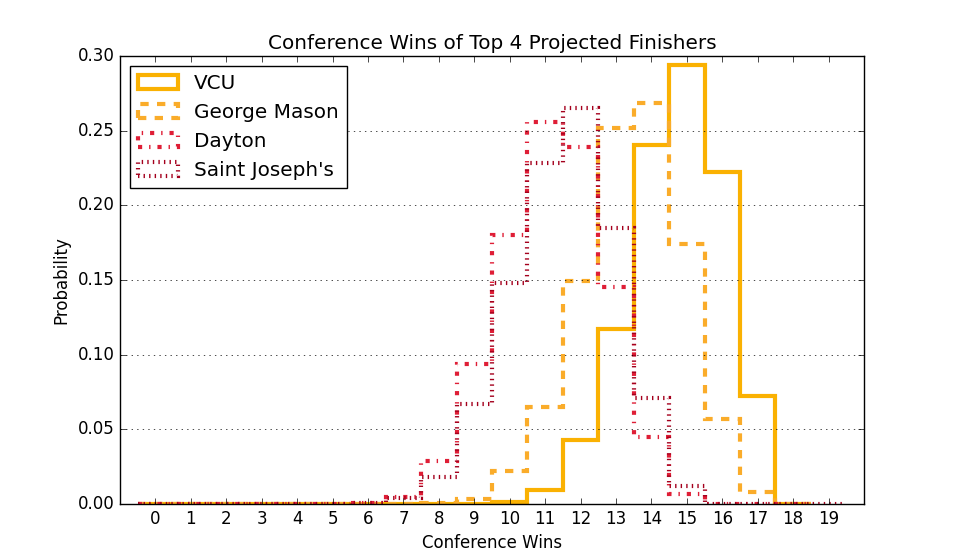 Conference Wins of Top 4 Projected Finishers
0.30
0.25
0.20
0.15
0.10
0.05
0.00
Probability
VCU
George Mason
Dayton
Saint Joseph's
0 1 2 3 4 5 6 7 8 9 10 11 12 13 14 15 16 17 18 19
Conference Wins